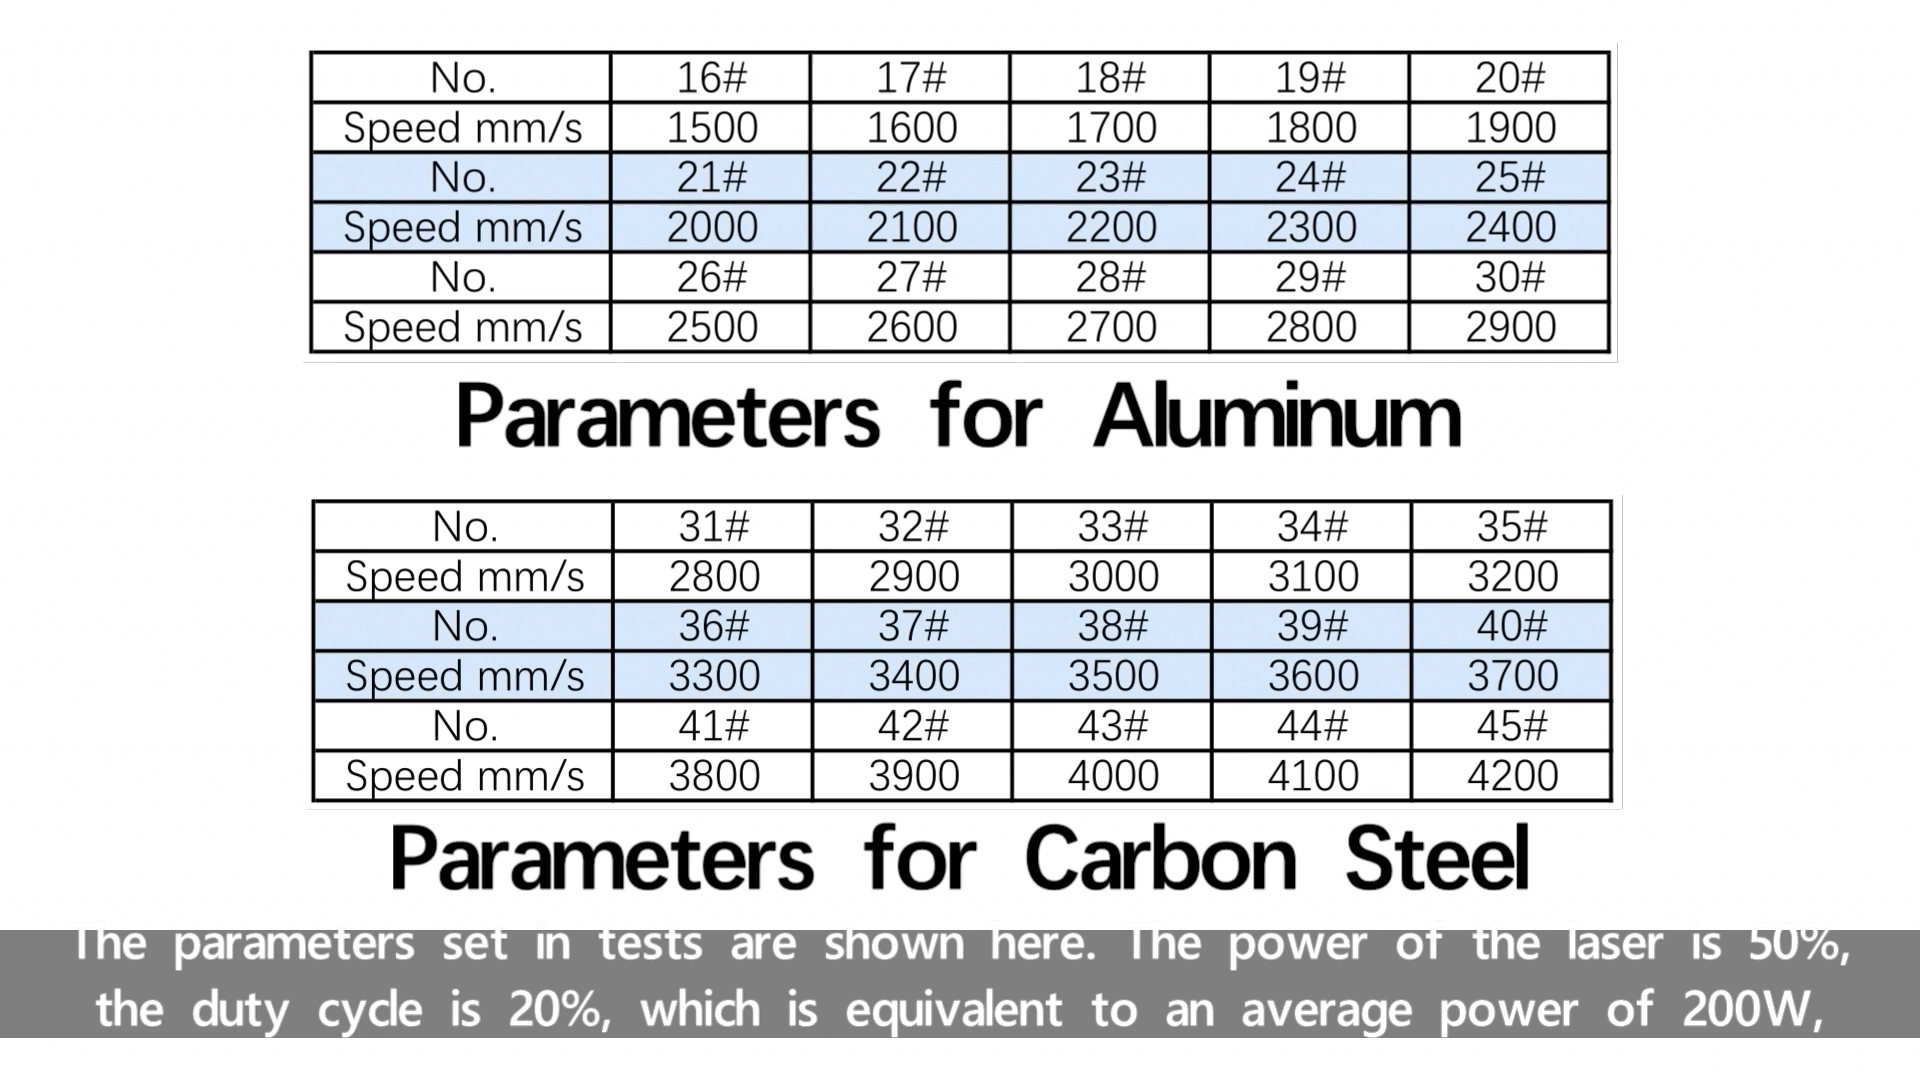 No. 16# 17# 18# 19# 20#
Speed mm/s 1500 1600 1700 1800 1900
No. 21# 22# 23# 24# 25#
Speed mm/s 2000 2100 2200 2300 2400
No. 26# 27# 28# 29# 30#
Speed mm/s 2500 2600 2700 2800 2900
Parameters for Aluminum
No. 31# 32# 33# 34# 35#
Speed mm/s 2800 2900 3000 3100 3200
No. 36# 37# 38# 39# 40#
Speed mm/s 3300 3400 3500 3600 3700
No. 41# 42# 43# 44# 45#
Speed mm/s 3800 3900 4000 4100 4200
Parameters for Carbon Steel
The parameters set in tests are shown here. The power of the laser is 50%,
the duty cycle is 20%, which is equivalent to an average power of 200W,